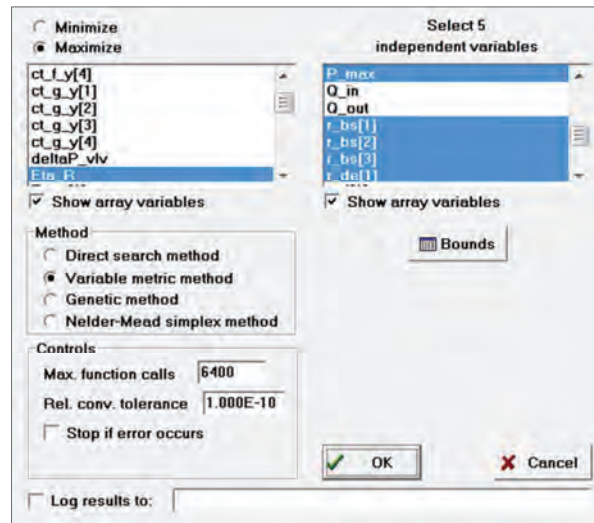 Minimize
Maximize
Select 5
independent variables
ct_f_y[4]
ct_g_y[1]
ct_g_y[2]
ct_g_y[3]
ct_g_y[4]
deltaP_vlv
Eta_R
P_max
Q_in
Q_out
r_bs[1]
r_bs[2]
r_bs[3]
r_de[1]
Show array variables
Show array variables
Method
Direct search method
Variable metric method
Genetic method
Nelder-Mead simplex method
Bounds
Controls
Max. function calls 6400
Rel. conv. tolerance 1.000E-10
Stop if error occurs
OK
Cancel
Log results to: